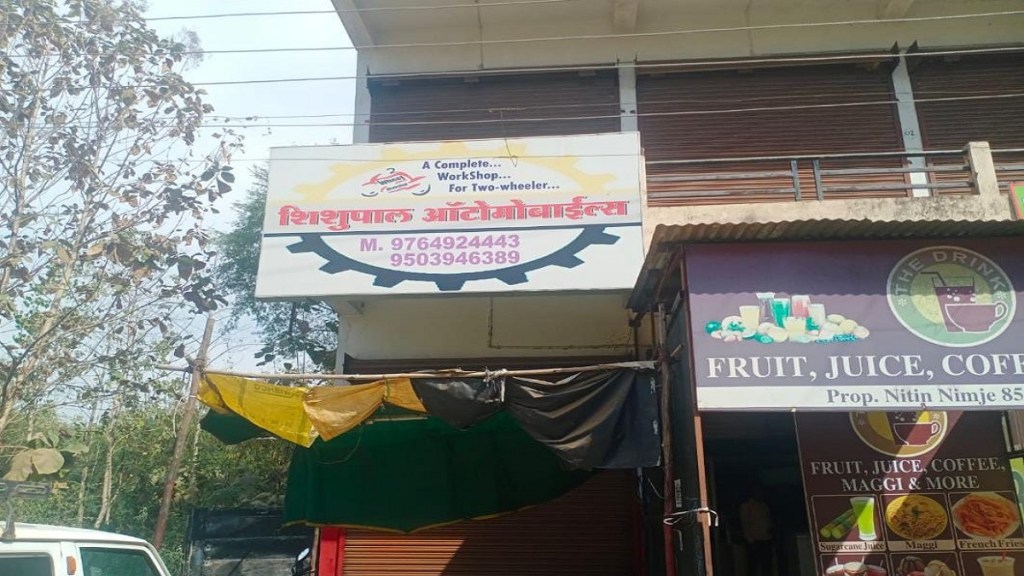 A Complete...
WorkShop...
For Two-wheeler...
शिशुपाल ऑटोमोबाईल्स
M. 9764924443
9503946389
THE DRINK
FRUIT, JUICE,
Prop. Nitin Nimje 85
FRUIT, JUICE, COFFEE,
MAGGI & MORE
Sugarcane Juice
Maggi
French Fries